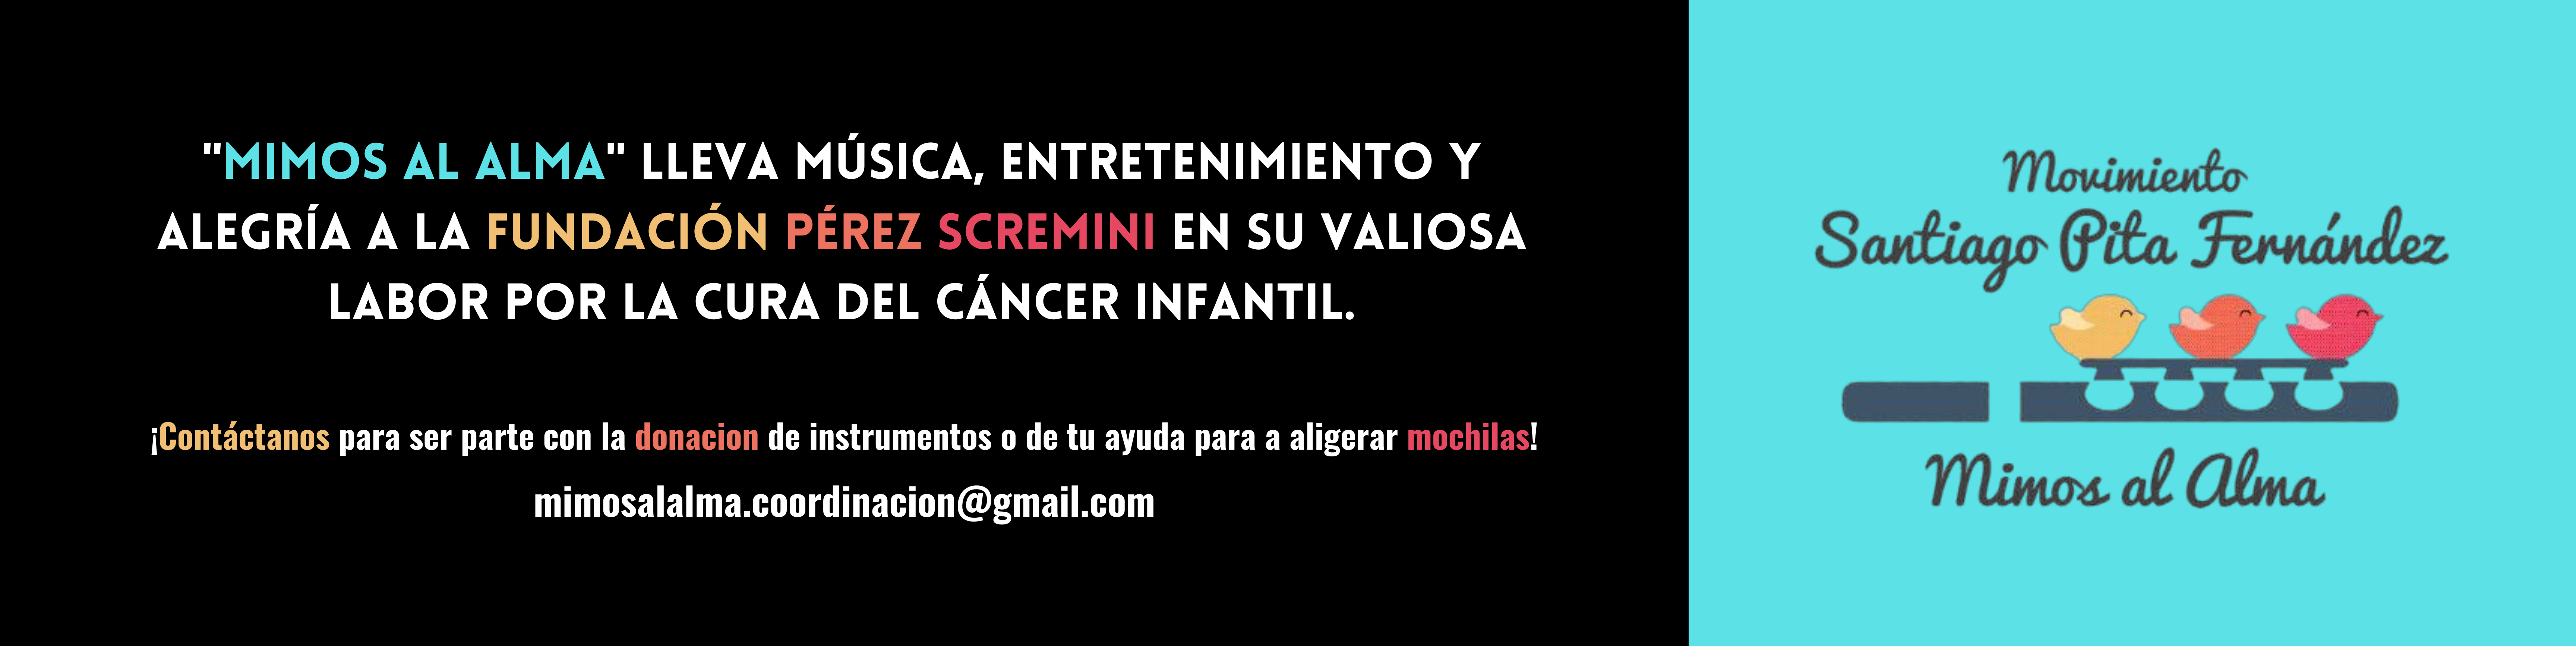 "MIMOS AL ALMA" LLEVA MÚSICA, ENTRETENIMIENTO Y
ALEGRÍA A LA FUNDACIÓN PÉREZ SCREMINI EN SU VALIOSA
LABOR POR LA CURA DEL CÁNCER INFANTIL.
¡Contáctanos para ser parte con la donacion de instrumentos o de tu ayuda para a aligerar mochilas!
mimosalalma.coordinacion@gmail.com
Movimiento
Santiago Pita Fernández
Mimos al Alma